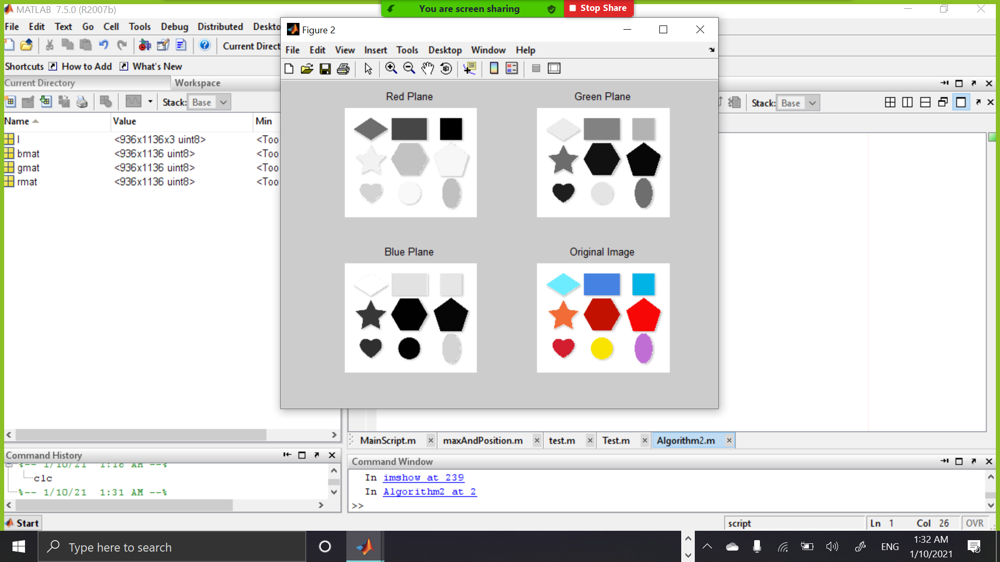 You are screen sharing
Stop Share
MATLAB 7.5.0 (R2007b)
File Edit Text Go Cell Tools Debug Distributed Deskto
Current Direct
Shortcuts How to Add What's New
Current Directory Workspace
Stack: Base
Name Value Min
I <936x1136x3 uint8> <Too
bmat <936x1136 uint8> <Too
gmat <936x1136 uint8> <Too
rmat <936x1136 uint8> <Too
Figure 2
File Edit View Insert Tools Desktop Window Help
Red Plane
Green Plane
Blue Plane
Original Image
Stack: Base
MainScript.m maxAndPosition.m test.m Test.m Algorithm2.m
Command History
%-- 1/10/21 1:18 AM --%
clc
%-- 1/10/21 1:31 AM --%
Command Window
In imshow at 239
In Algorithm2 at 2
>>
Start
script Ln 1 Col 26 OVR
Type here to search
ENG
1:32 AM
1/10/2021